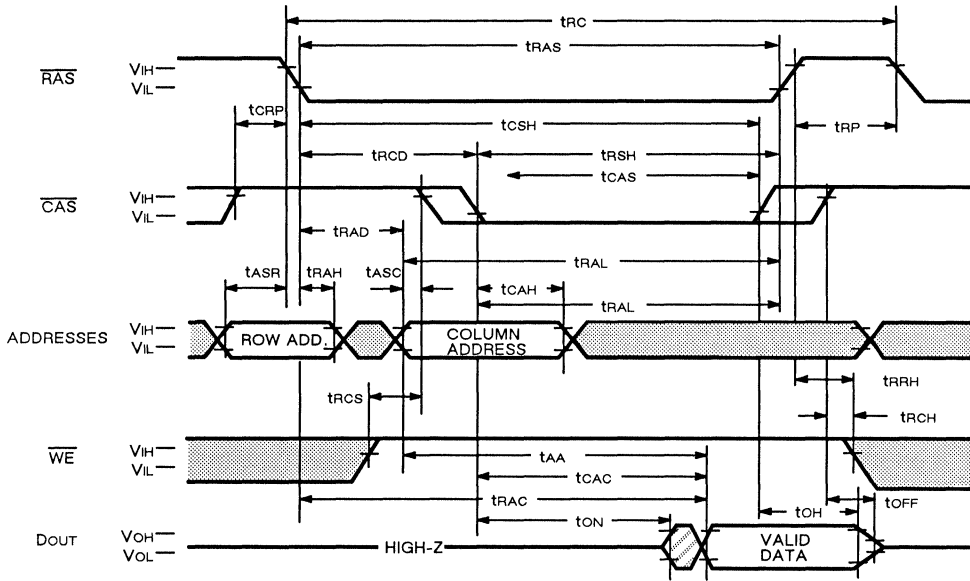 tRC
tRAS
RAS
VIH
VIL
tCRP
tCSH
tRP
tRCD
tRSH
tCAS
CAS
VIH
VIL
tRAD
tRAL
tASR
tRAH
tASC
tCAH
tRAL
ADDRESSES
VIH
VIL
ROW ADD.
COLUMN
ADDRESS
tRRH
tRCS
tRCH
WE
VIH
VIL
tAA
tCAC
tRAC
tOFF
tOH
tON
DOUT
VOH
VOL
HIGH-Z
VALID
DATA